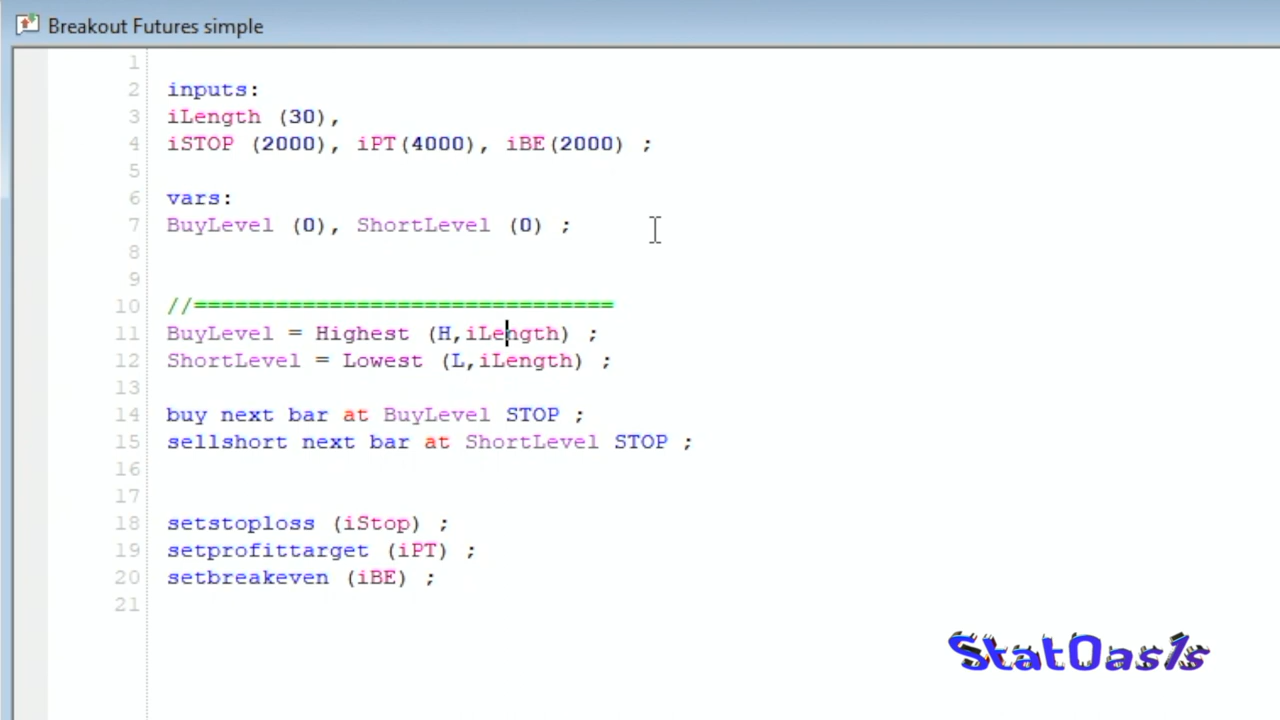 Breakout Futures simple
1
2 inputs:
3 iLength (30),
4 iSTOP (2000), iPT(4000), iBE(2000) ;
5
6 vars:
7 BuyLevel (0), ShortLevel (0) ;
8
9
10 //===============================
11 BuyLevel = Highest (H,iLength) ;
12 ShortLevel = Lowest (L,iLength) ;
13
14 buy next bar at BuyLevel STOP ;
15 sellshort next bar at ShortLevel STOP ;
16
17
18 setstoploss (iStop) ;
19 setprofittarget (iPT) ;
20 setbreakeven (iBE) ;
21
StatOas1s